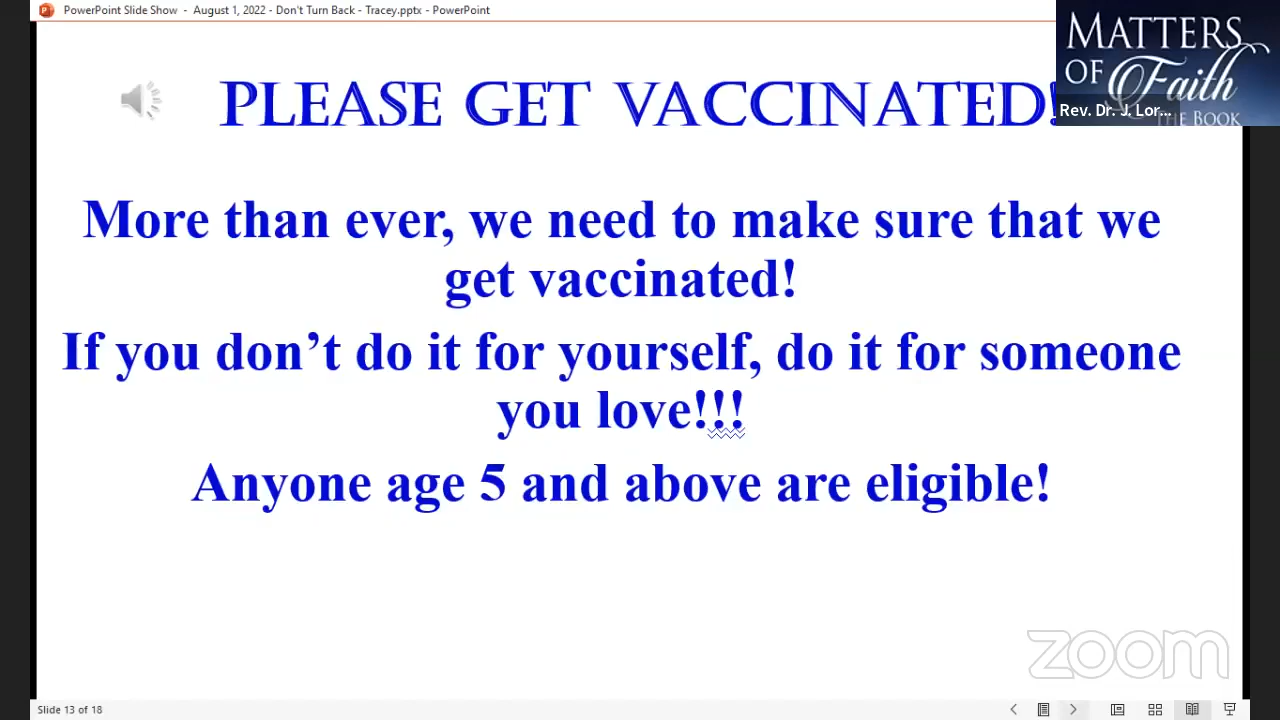 PowerPoint Slide Show - August 1, 2022 - Don't Turn Back - Tracey.pptx - PowerPoint
MATTERS
OF Faith
THE BOOK
Rev. Dr. J. Lor...
PLEASE GET VACCINATED!
More than ever, we need to make sure that we
get vaccinated!
If you don’t do it for yourself, do it for someone
you love!!!
Anyone age 5 and above are eligible!
zoom
Slide 13 of 18